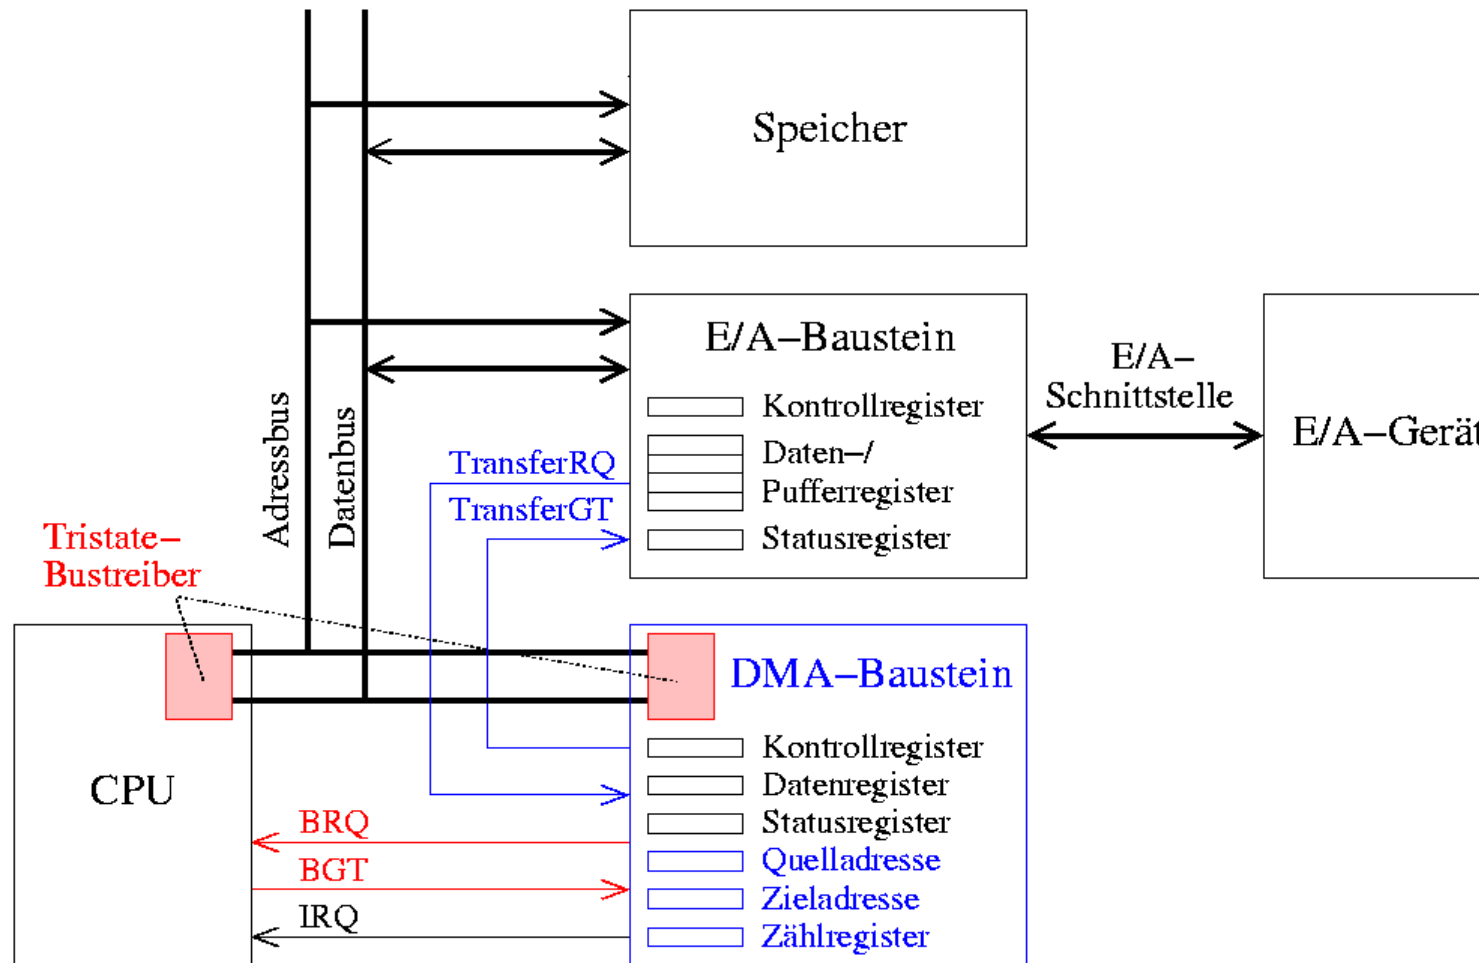 Speicher
E/A–Baustein
Kontrollregister
Daten–/
Pufferregister
Statusregister
E/A–
Schnittstelle
E/A–Gerät
Adressbus
Datenbus
TransferRQ
TransferGT
Tristate–
Bustreiber
CPU
DMA–Baustein
Kontrollregister
Datenregister
Statusregister
Quelladresse
Zieladresse
Zählregister
BRQ
BGT
IRQ